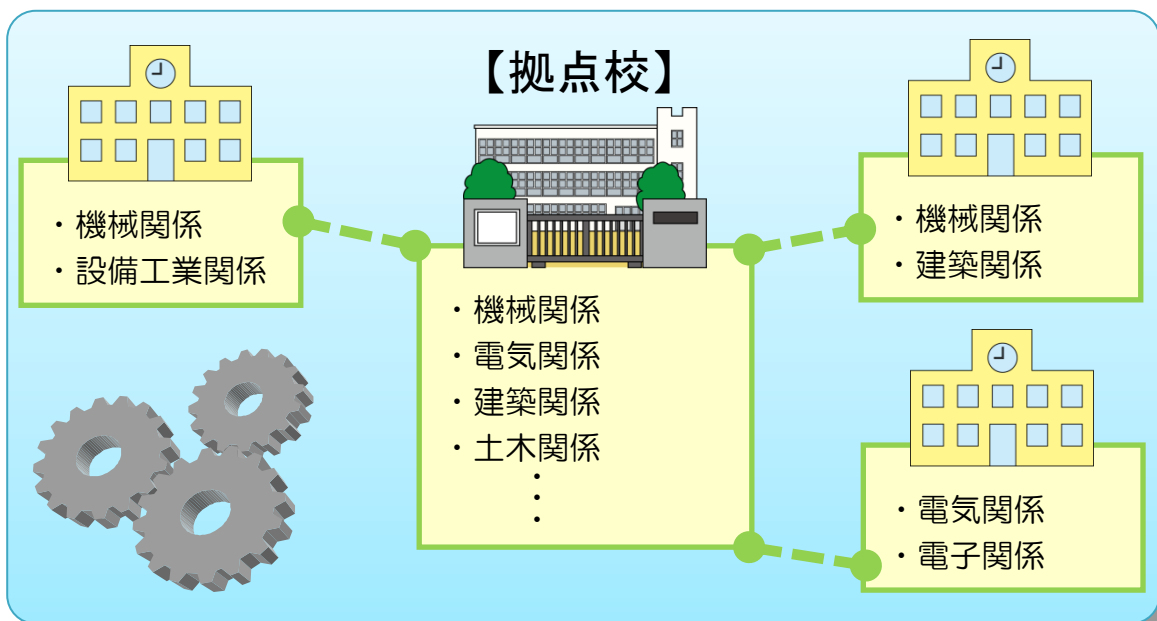 【拠点校】
・機械関係
・設備工業関係
・機械関係
・電気関係
・建築関係
・土木関係
・
・
・
・機械関係
・建築関係
・電気関係
・電子関係